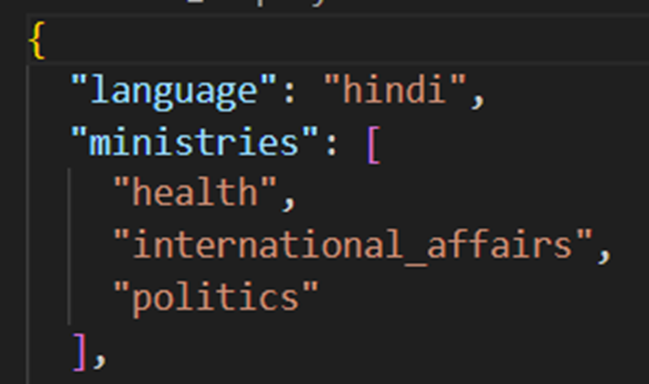 {
"language": "hindi",
"ministries": [
"health",
"international_affairs",
"politics"
],